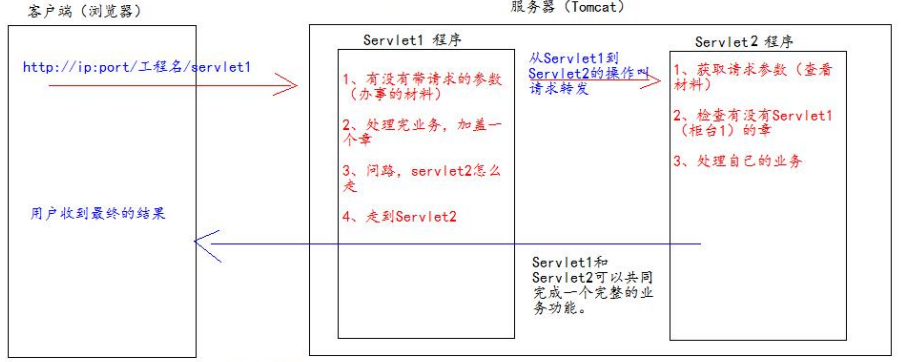 客户端（浏览器）
服务器（Tomcat）
http://ip:port/工程名/servlet1
用户收到最终的结果
Servlet1 程序
1、有没有带请求的参数
（办事的材料）
2、处理完业务，加盖一
个章
3、问路，servlet2怎么
走
4、走到Servlet2
从Servlet1到
Servlet2的操作叫
请求转发
Servlet2 程序
1、获取请求参数（查看
材料）
2、检查有没有Servlet1
（柜台1）的章
3、处理自己的业务
Servlet1和
Servlet2可以共同
完成一个完整的业
务功能。